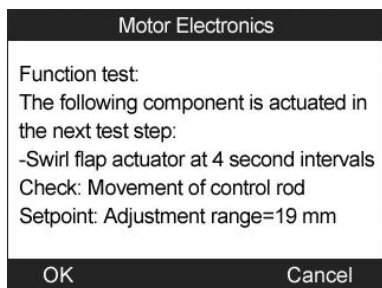 Motor Electronics
Function test:
The following component is actuated in
the next test step:
-Swirl flap actuator at 4 second intervals
Check: Movement of control rod
Setpoint: Adjustment range=19 mm
OK Cancel